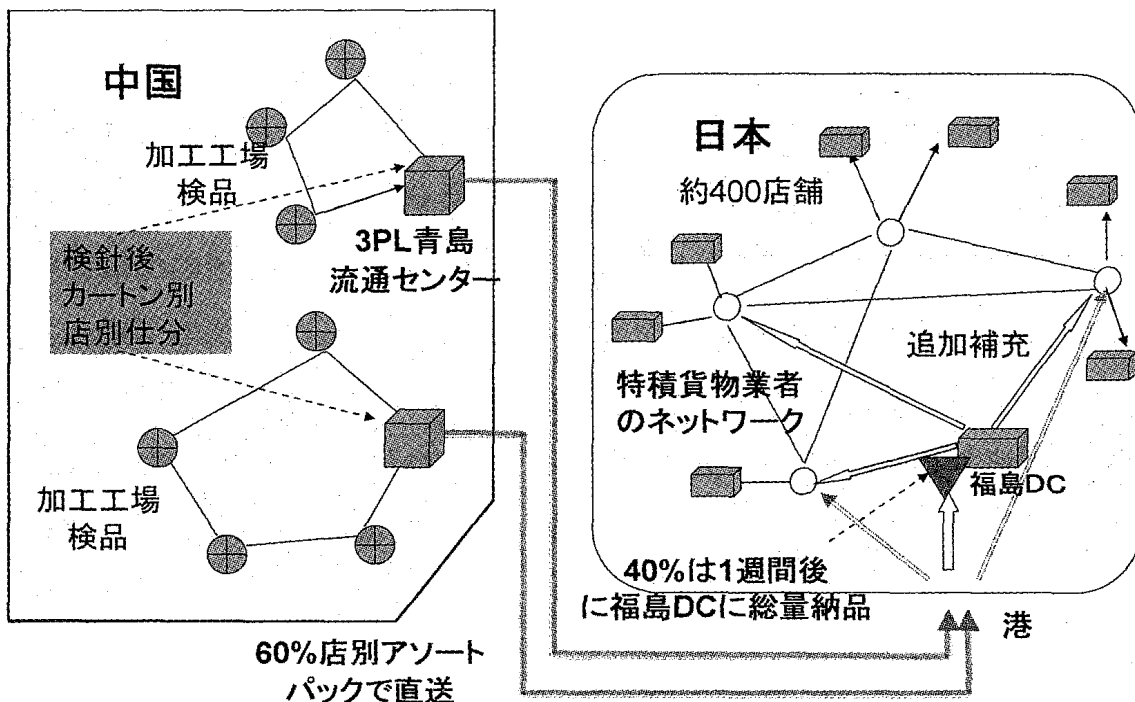 中国
加工工場
検品
検針後
カートン別
店別仕分
3PL青島
流通センター
加工工場
検品
60%店別アソート
パックで直送
日本
約400店舗
追加補充
特積貨物業者
のネットワーク
福島DC
40%は1週間後
に福島DCに総量納品
港